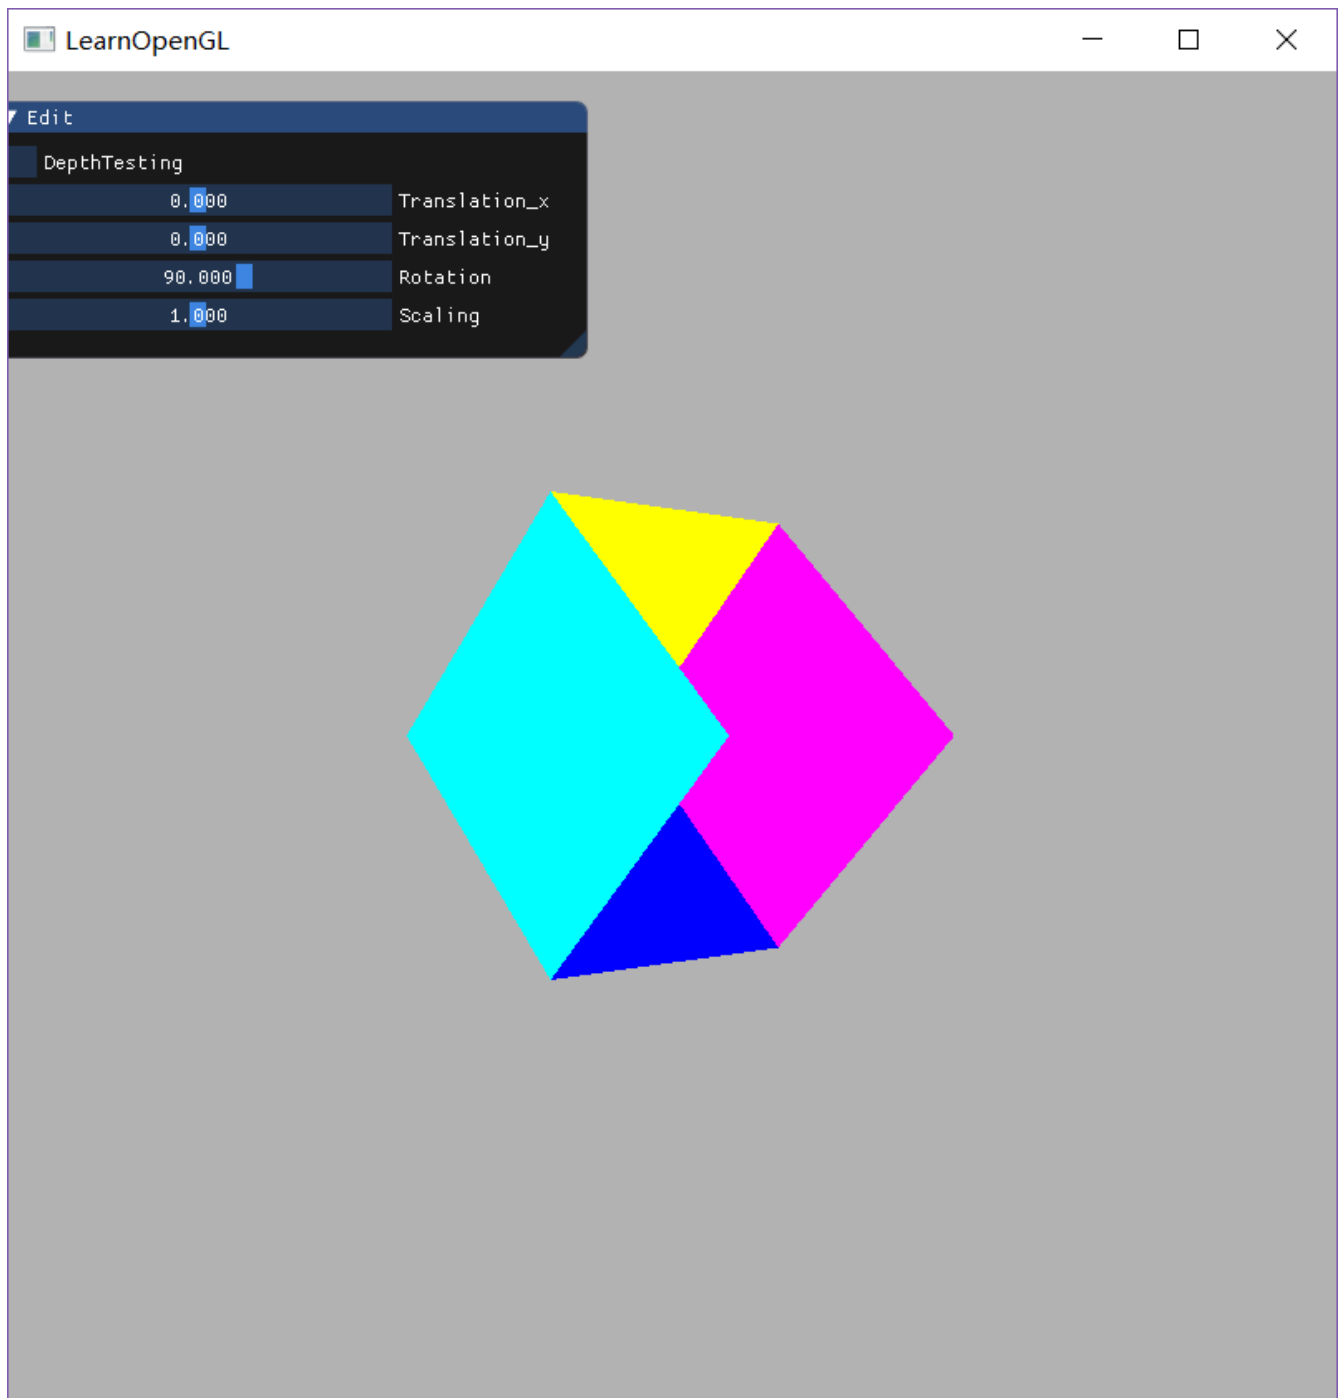 LearnOpenGL
Edit
DepthTesting
0.000 Translation_x
0.000 Translation_y
90.000 Rotation
1.000 Scaling